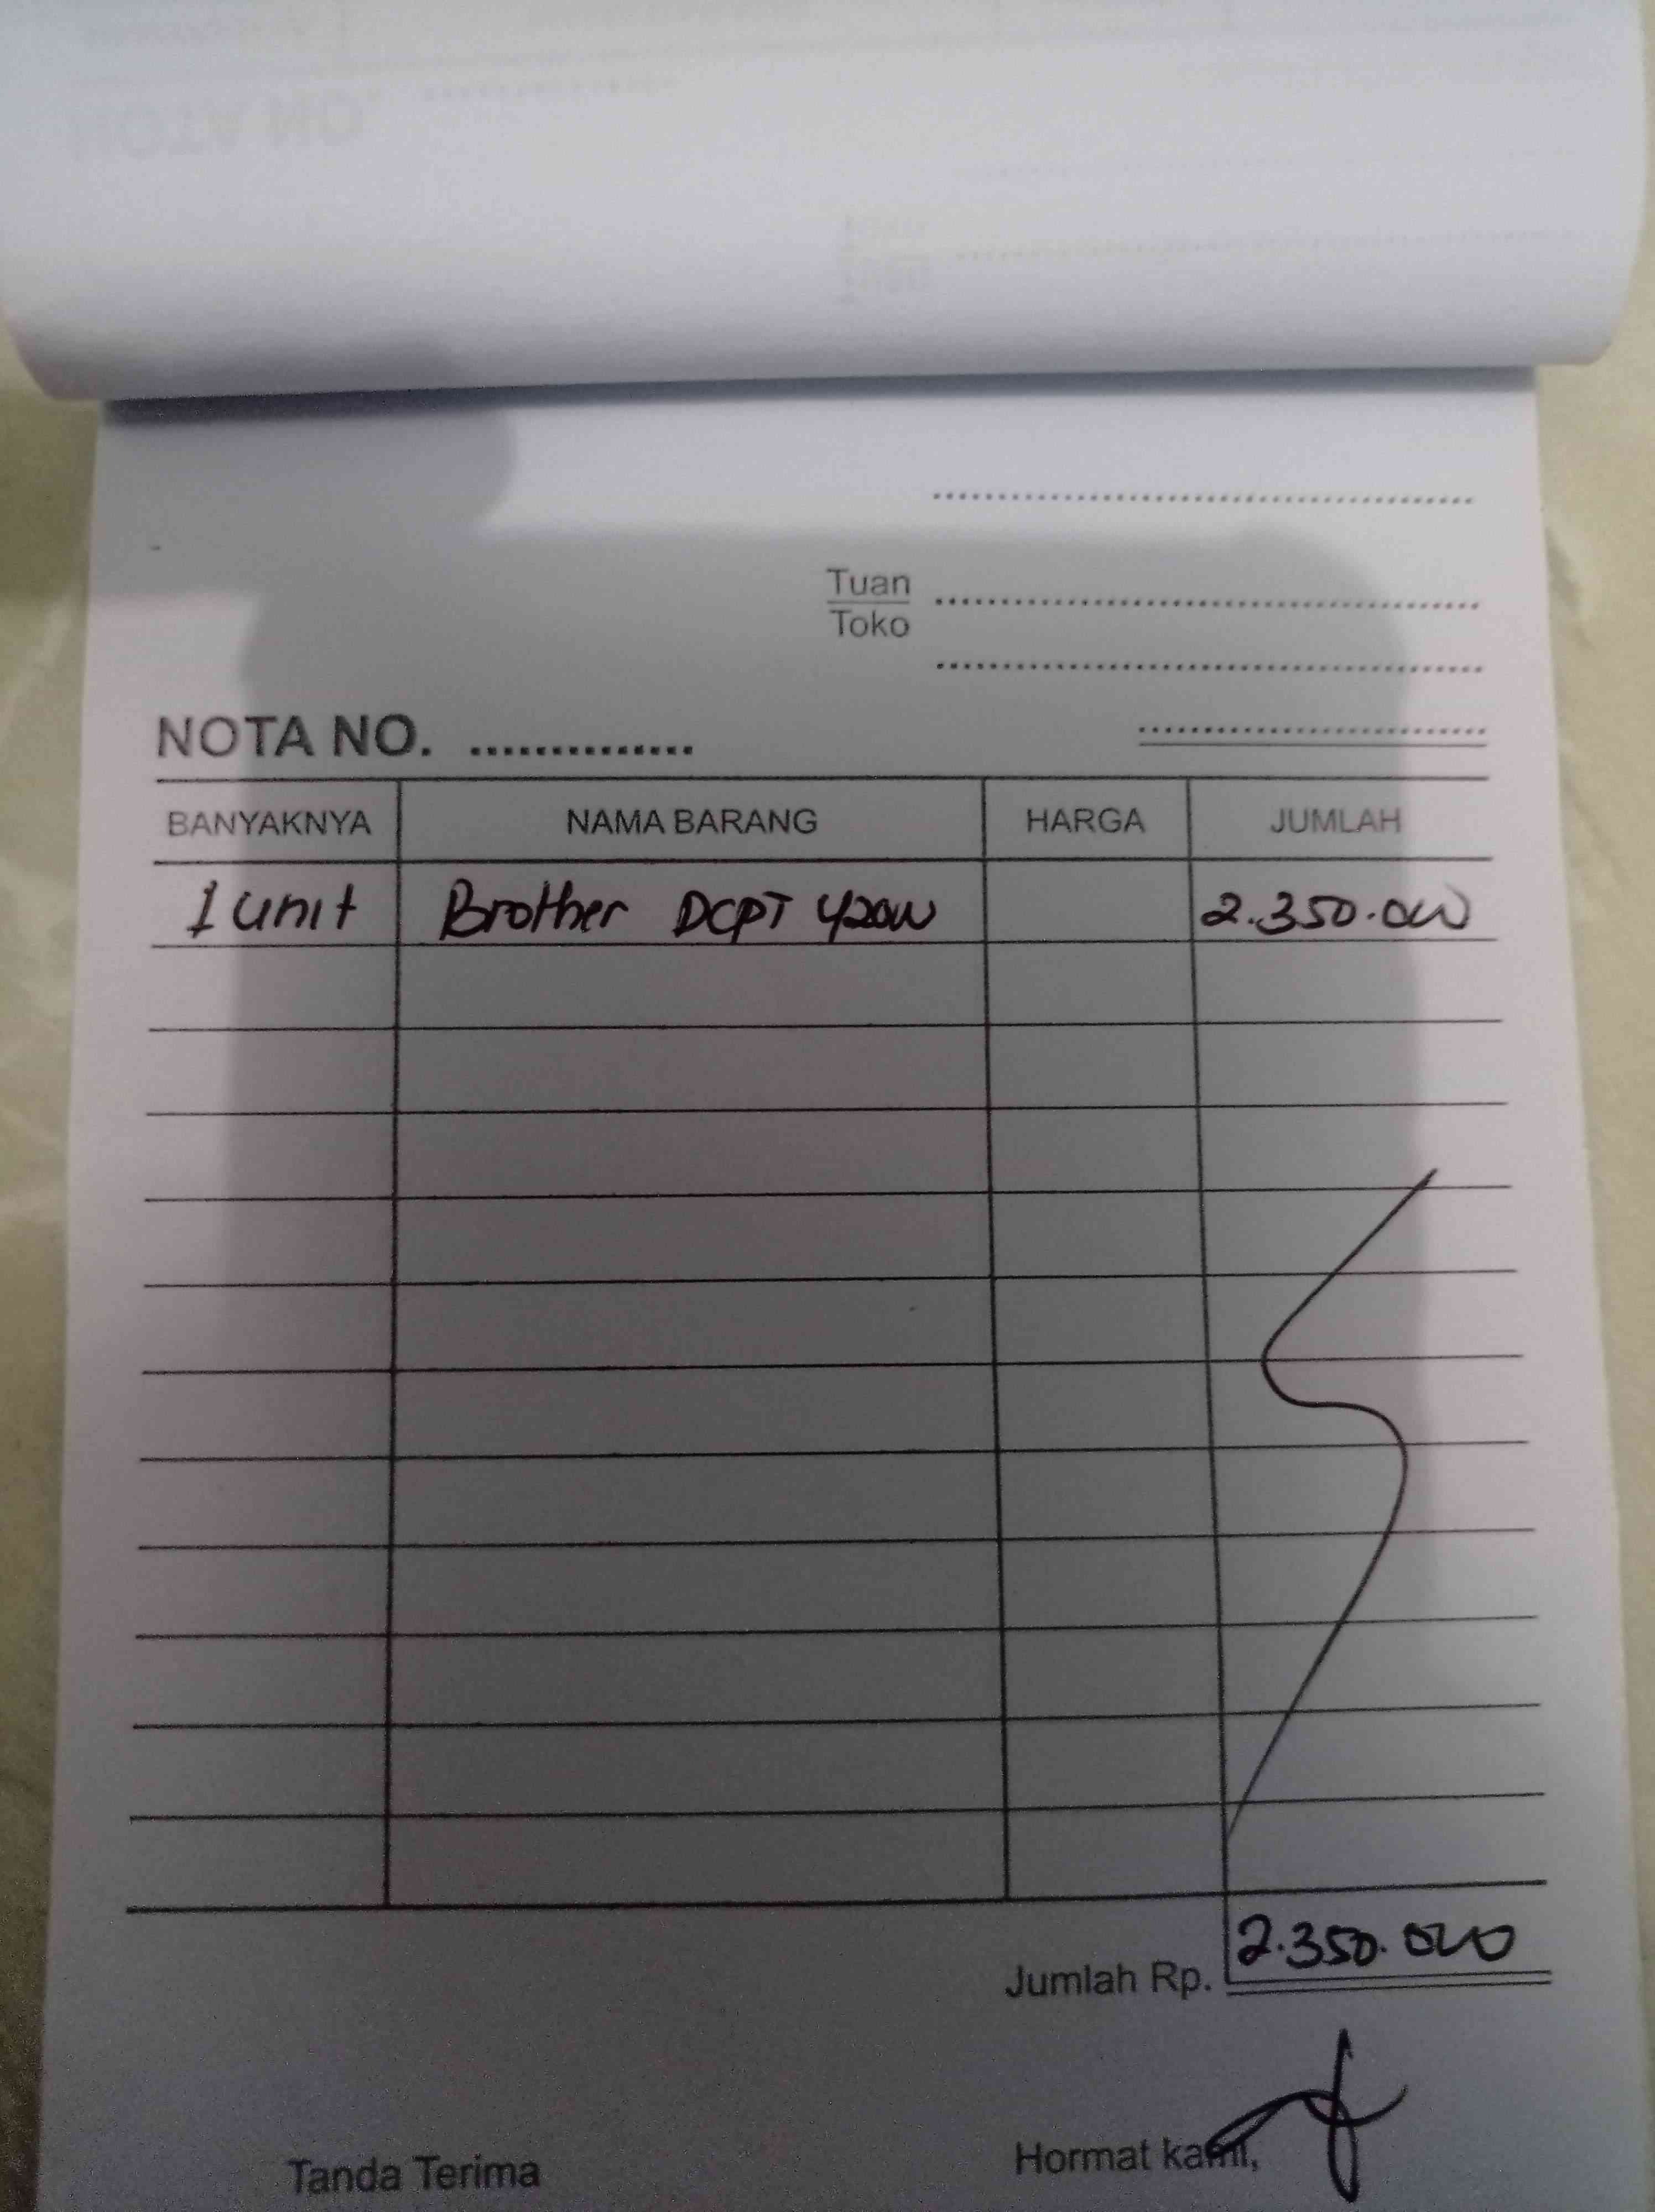 Tuan
Toko
NOTA NO. ..............
BANYAKNYA NAMA BARANG HARGA JUMLAH
1 unit Brother DCPT 420W 2.350.000
Jumlah Rp. 2.350.000
Tanda Terima Hormat kami,